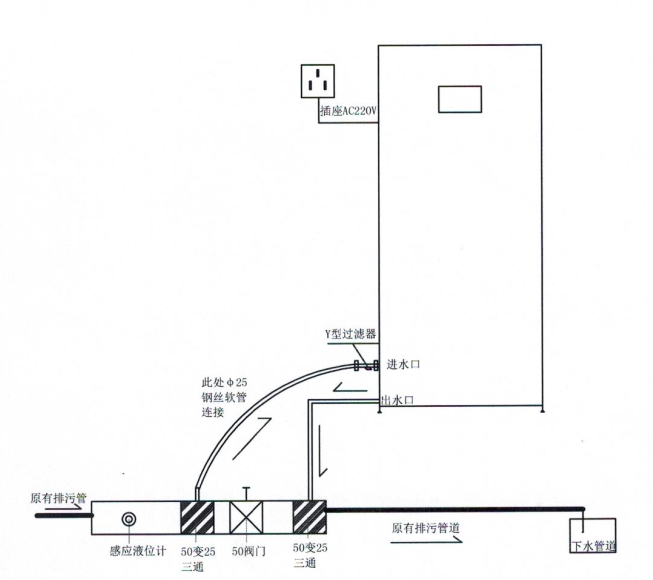 插座AC220V
Y型过滤器
进水口
此处φ25
钢丝软管
连接
出水口
原有排污管
感应液位计
50变25
三通
50阀门
50变25
三通
原有排污管道
下水管道